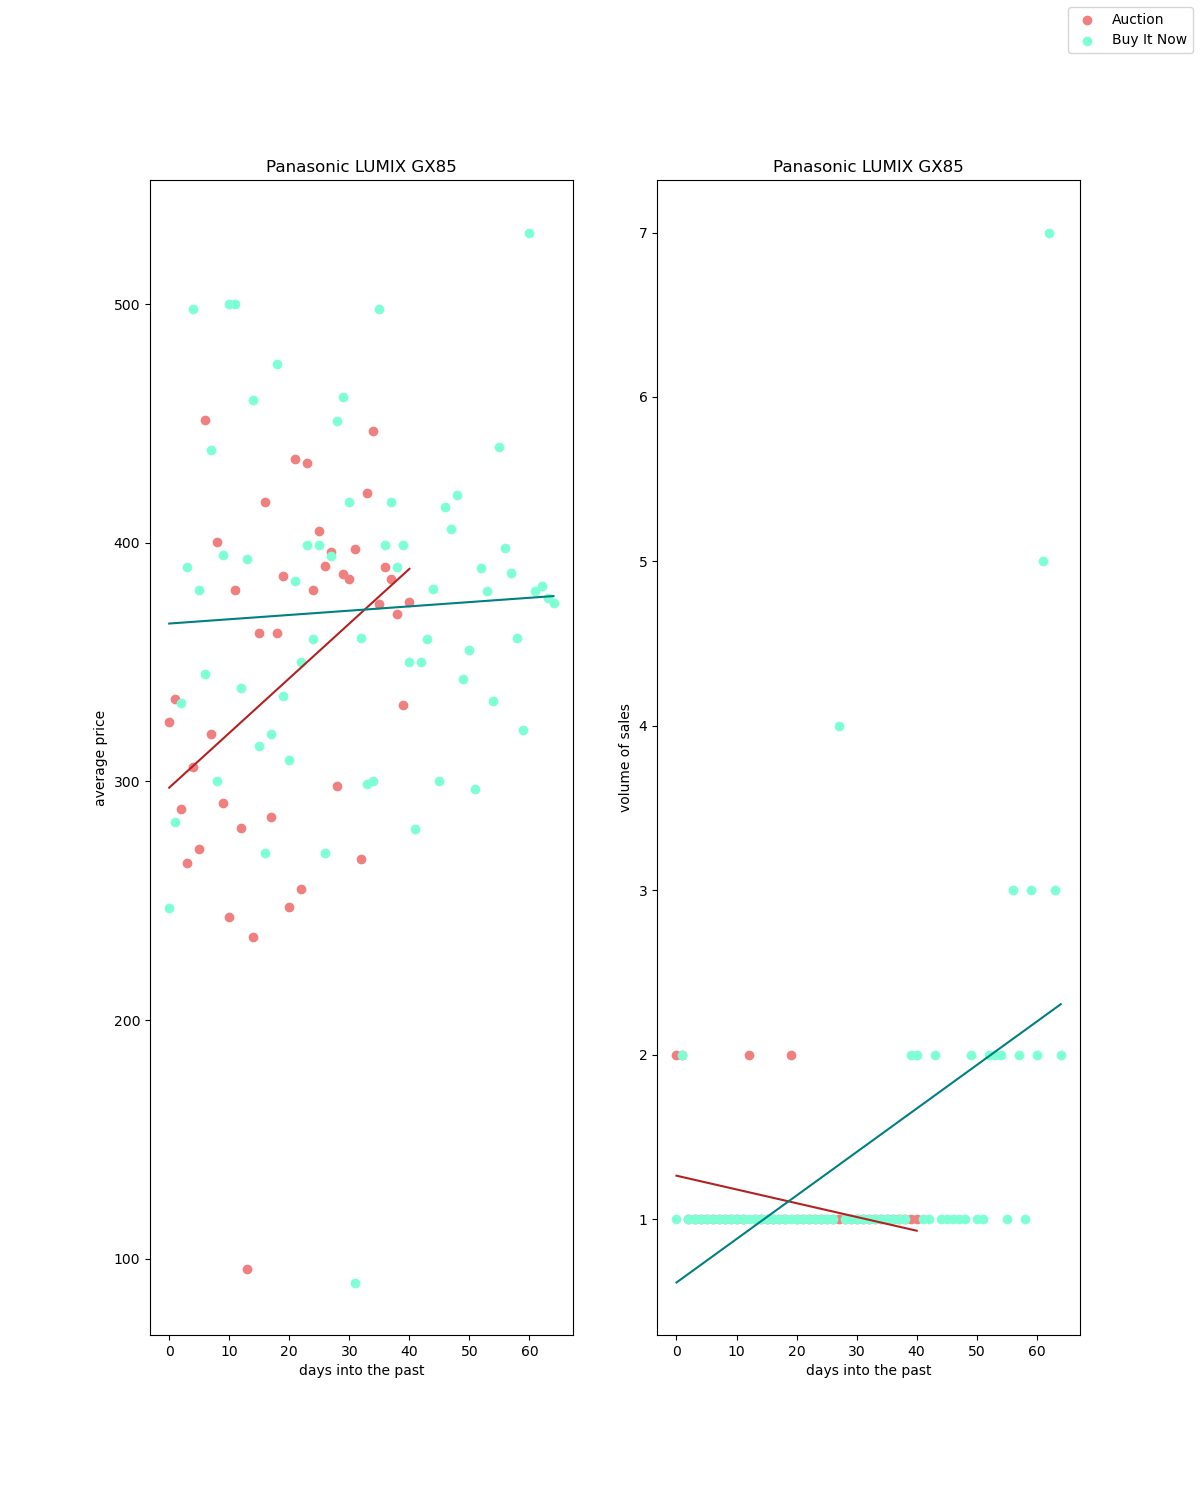 Auction
Buy It Now
Panasonic LUMIX GX85
average price
500
400
300
200
100
0 10 20 30 40 50 60
days into the past
Panasonic LUMIX GX85
volume of sales
7
6
5
4
3
2
1
0 10 20 30 40 50 60
days into the past